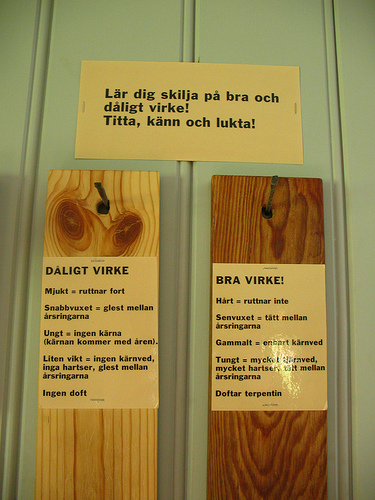 Lär dig skilja på bra och
dåligt virke!
Titta, känn och lukta!
DÅLIGT VIRKE
Mjukt = ruttnar fort
Snabbvuxet = glest mellan
årsringarna
Ungt = ingen kärna
(kärnan kommer med åren).
Liten vikt = ingen kärnved,
inga hartser, glest mellan
årsringarna
Ingen doft
BRA VIRKE!
Hårt = ruttnar inte
Senvuxet = tätt mellan
årsringarna
Gammalt = enbart kärnved
Tungt = mycket kärnved,
mycket hartser, tätt mellan
årsringarna
Doftar terpentin